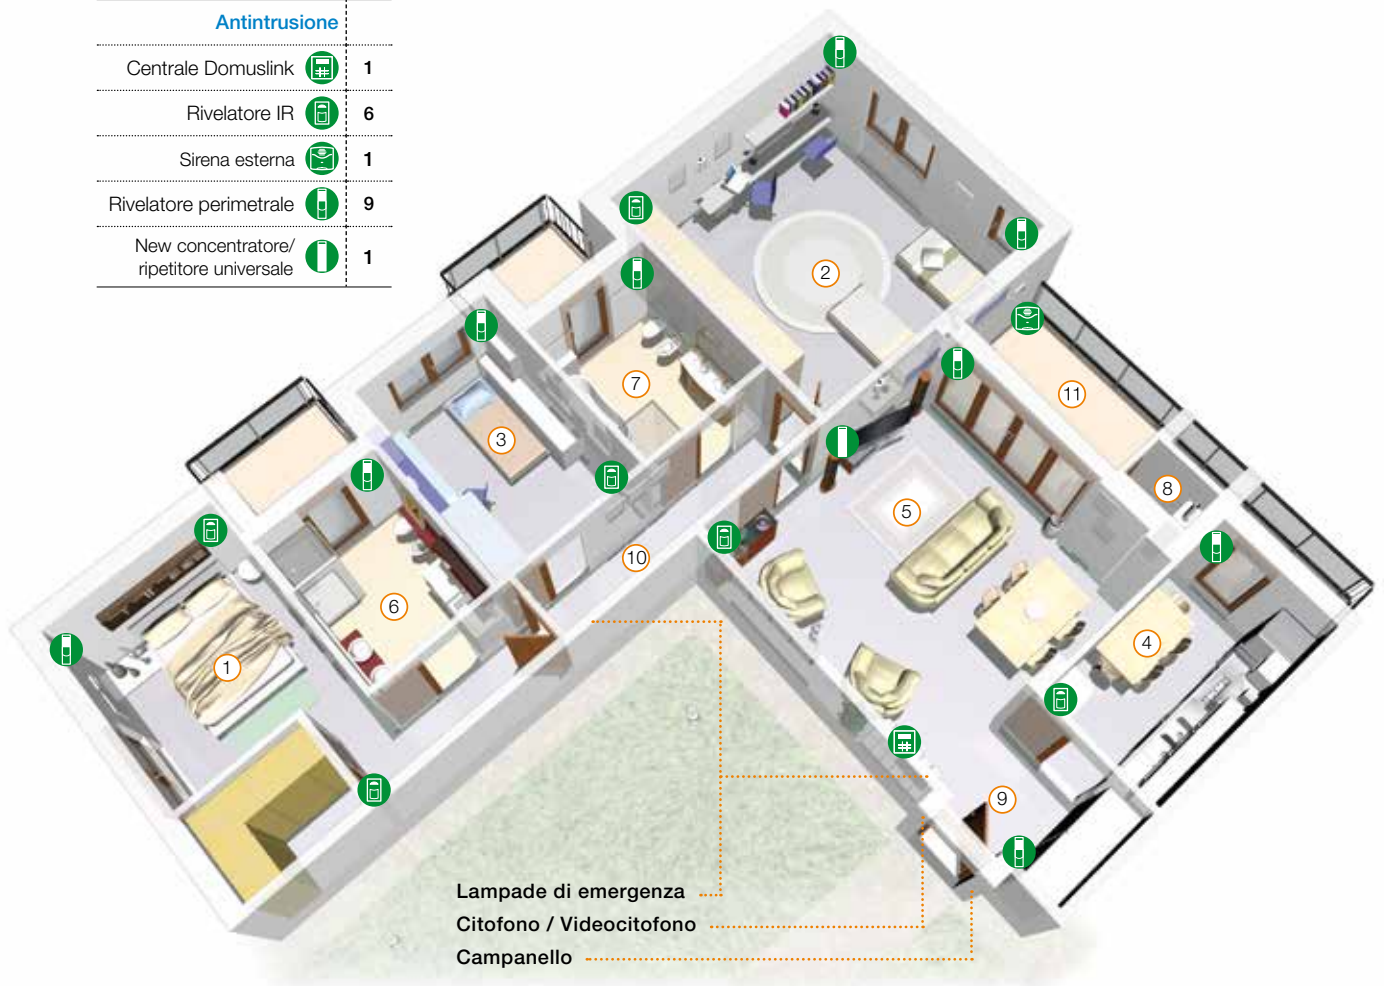 Antintrusione
Centrale Domuslink 1
Rivelatore IR 6
Sirena esterna 1
Rivelatore perimetrale 9
New concentratore/
ripetitore universale 1
2
11
7
3
8
5
10
6
4
1
9
Lampade di emergenza
Citofono / Videocitofono
Campanello